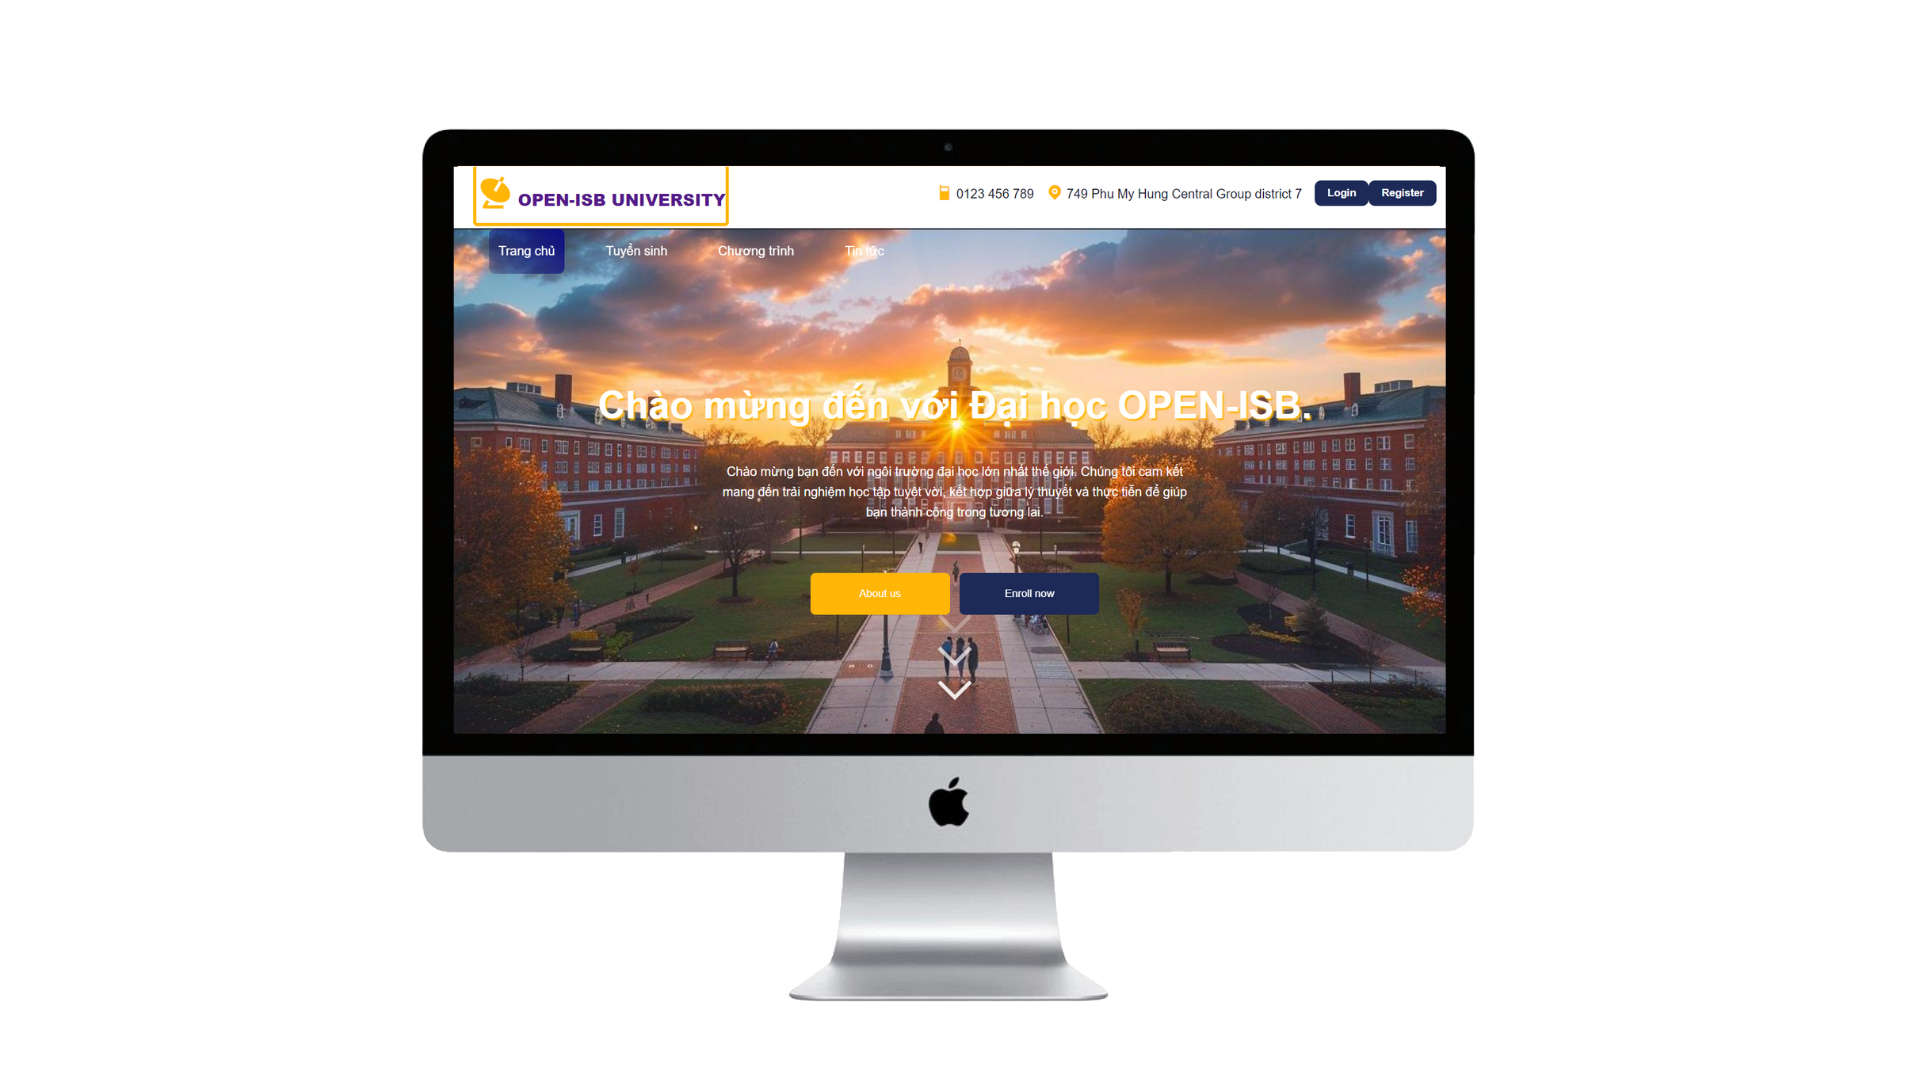 OPEN-ISB UNIVERSITY
0123 456 789
749 Phu My Hung Central Group district 7
Login
Register
Trang chủ
Tuyển sinh
Chương trình
Tin tức
Chào mừng đến với Đại học OPEN-ISB.
Chào mừng bạn đến với ngôi trường đại học lớn nhất thế giới. Chúng tôi cam kết
mang đến trải nghiệm học tập tuyệt vời, kết hợp giữa lý thuyết và thực tiễn để giúp
bạn thành công trong tương lai.
About us
Enroll now